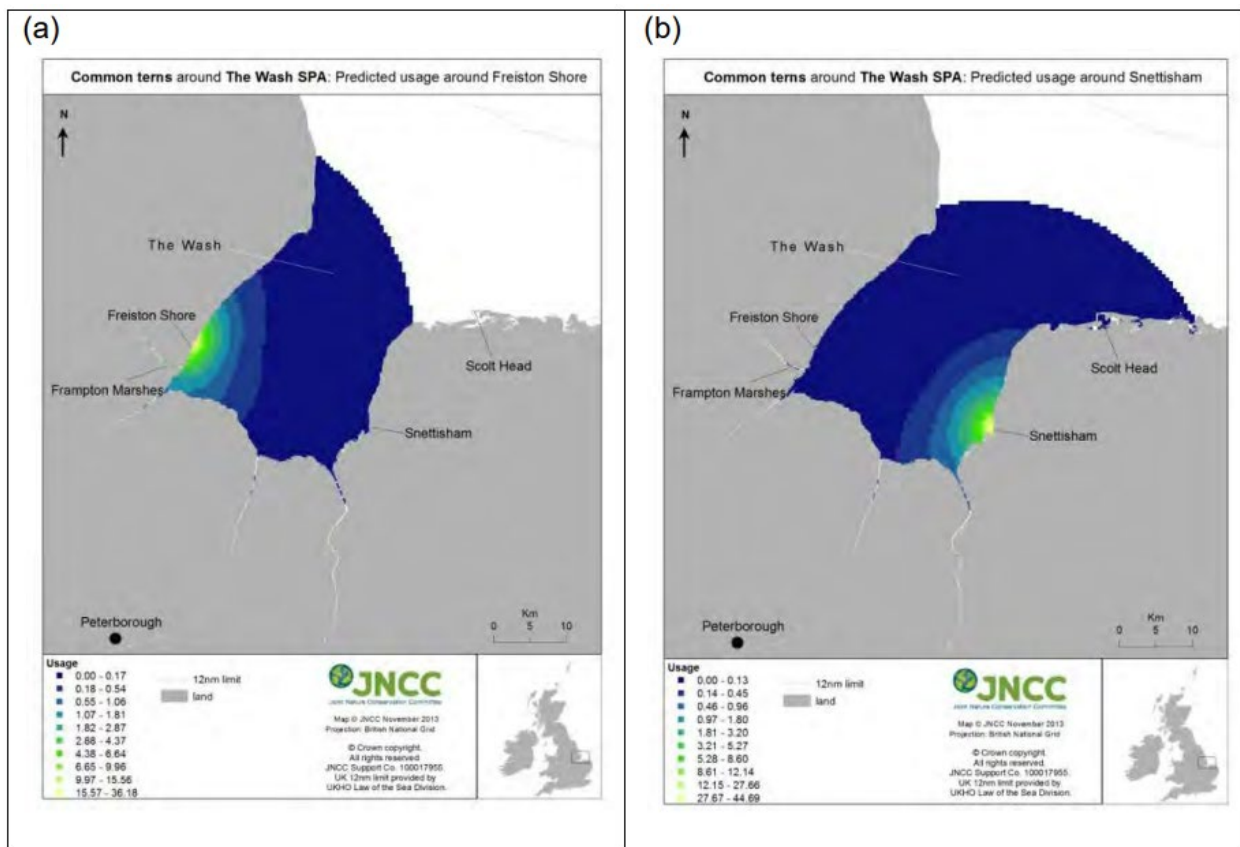 (a)
Common terns around The Wash SPA: Predicted usage around Freiston Shore
N
The Wash
Freiston Shore
Frampton Marshes
Scolt Head
Snettisham
Peterborough
Km
0 5 10
Usage
0.00 - 0.17
0.18 - 0.54
0.55 - 1.06
1.07 - 1.81
1.82 - 2.87
2.88 - 4.37
4.38 - 6.64
6.65 - 9.96
9.97 - 15.56
15.57 - 36.18
12nm limit
land
JNCC
Joint Nature Conservation Committee
Map © JNCC November 2013
Projection: British National Grid
© Crown copyright.
All rights reserved.
JNCC Support Co. 100017955.
UK 12nm limit provided by
UKHO Law of the Sea Division.
(b)
Common terns around The Wash SPA: Predicted usage around Snettisham
N
The Wash
Freiston Shore
Frampton Marshes
Scolt Head
Snettisham
Peterborough
Km
0 5 10
Usage
0.00 - 0.13
0.14 - 0.45
0.46 - 0.96
0.97 - 1.80
1.81 - 3.20
3.21 - 5.27
5.28 - 8.60
8.61 - 12.14
12.15 - 27.66
27.67 - 44.69
12nm limit
land
JNCC
Joint Nature Conservation Committee
Map © JNCC November 2013
Projection: British National Grid
© Crown copyright.
All rights reserved.
JNCC Support Co. 100017955.
UK 12nm limit provided by
UKHO Law of the Sea Division.